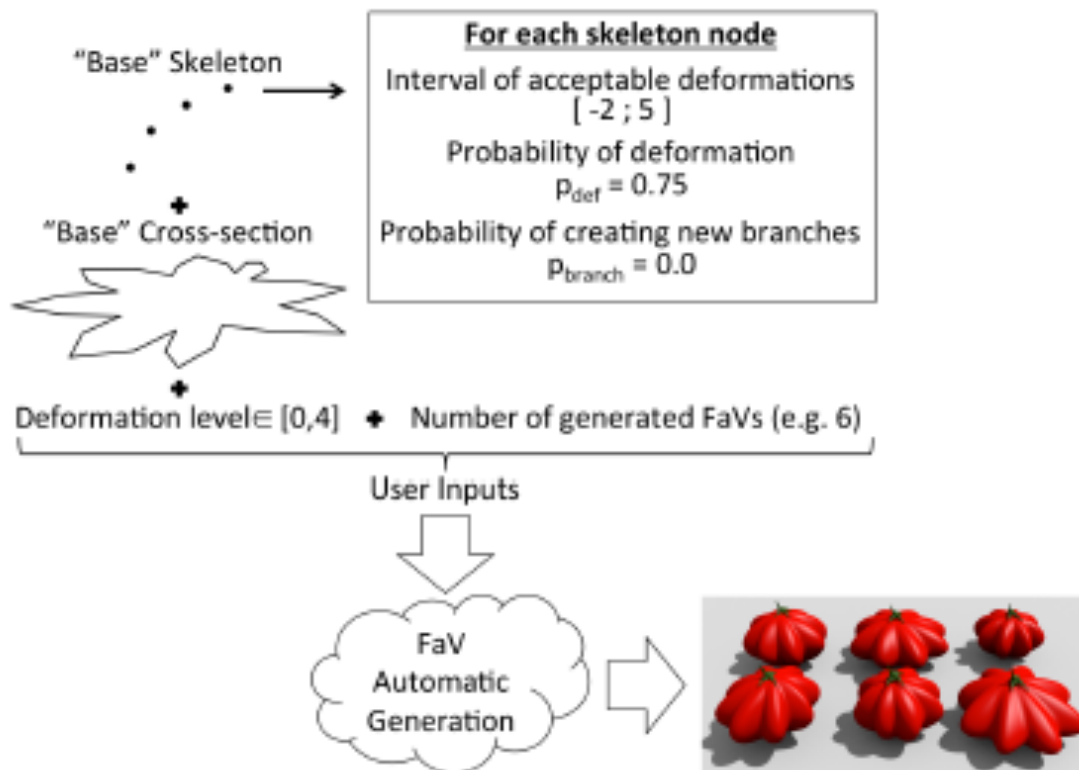 “Base” Skeleton
For each skeleton node
Interval of acceptable deformations
[ -2 ; 5 ]
Probability of deformation
p_def = 0.75
Probability of creating new branches
p_branch = 0.0
“Base” Cross-section
Deformation level∈ [0,4] + Number of generated FaVs (e.g. 6)
User Inputs
FaV
Automatic
Generation